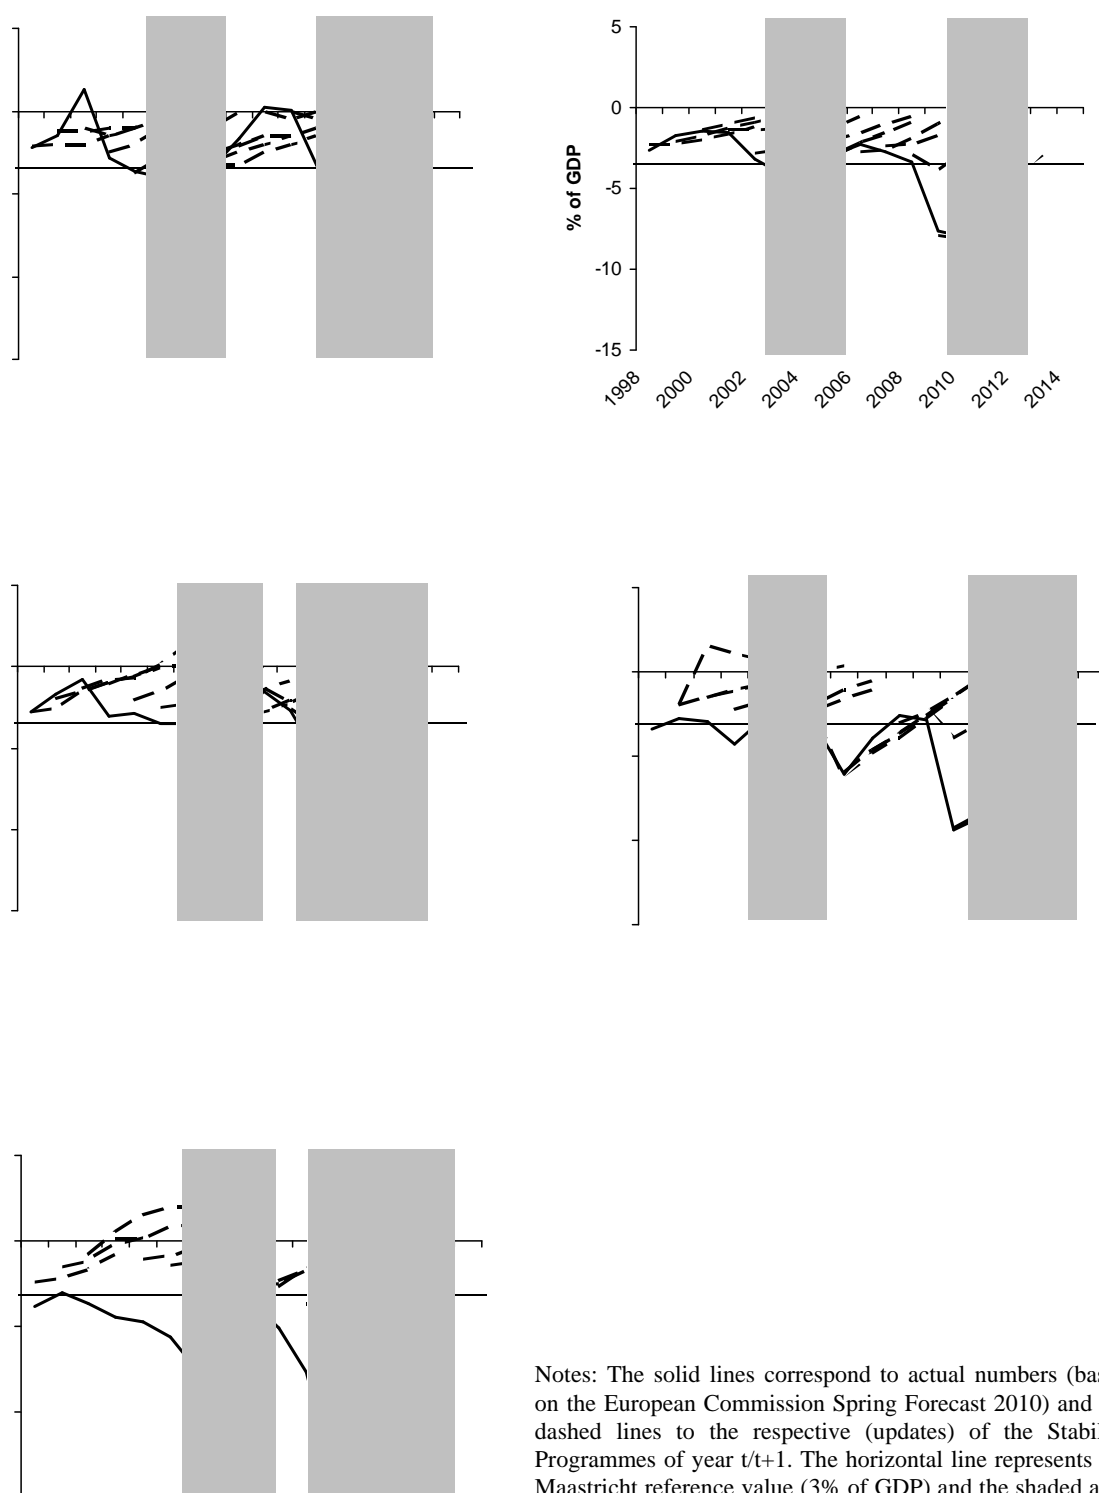 5
0
-5
-10
-15
% of GDP
1998 2000 2002 2004 2006 2008 2010 2012 2014
Notes: The solid lines correspond to actual numbers
on the European Commission Spring Forecast 2010) and
dashed lines to the respective (updates) of the
Programmes of year t/t+1. The horizontal line represents
Maastricht reference value (3% of GDP) and the shaded